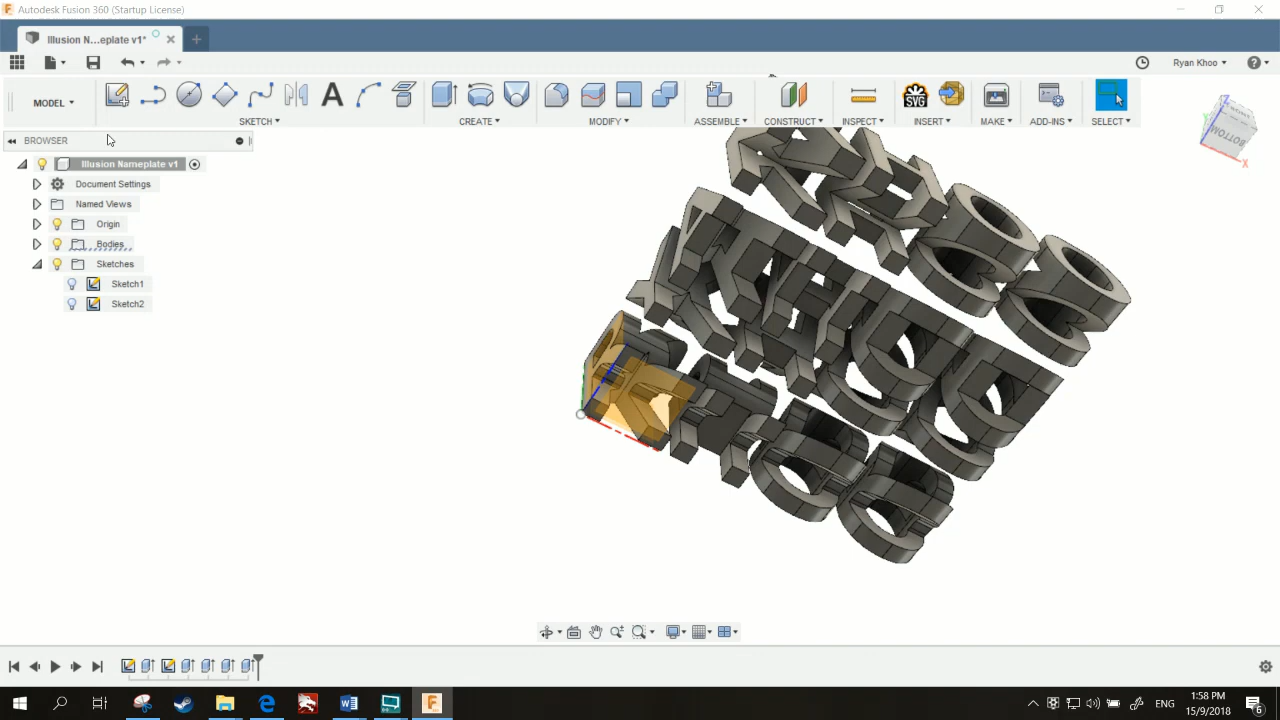 Autodesk Fusion 360 (Startup License)
Illusion N...eplate v1*
Ryan Khoo
MODEL
SKETCH
CREATE
MODIFY
ASSEMBLE
CONSTRUCT
INSPECT
SVG
INSERT
MAKE
ADD-INS
SELECT
BROWSER
Illusion Nameplate v1
Document Settings
Named Views
Origin
Bodies
Sketches
Sketch1
Sketch2
BOTTOM
X
ENG
1:58 PM
15/9/2018
6